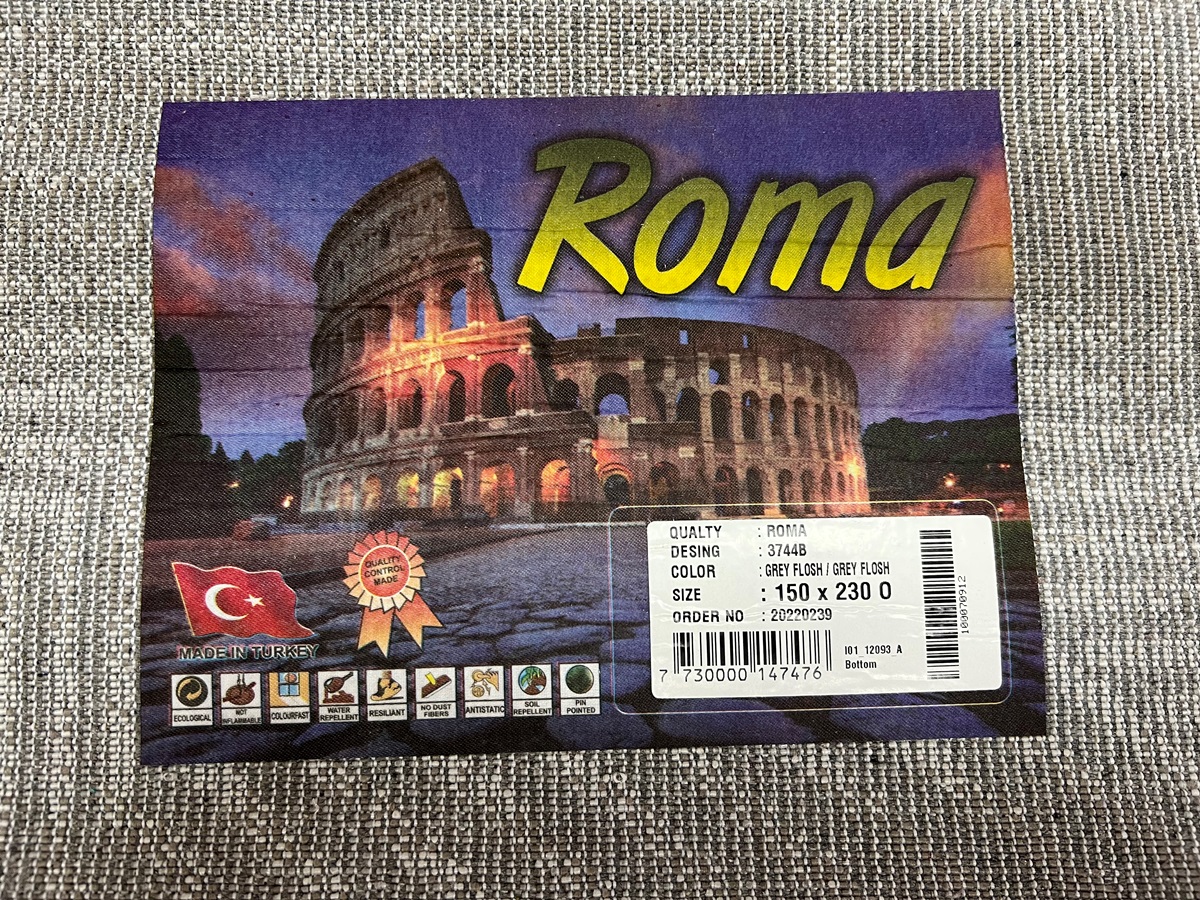 Roma
QUALTY : ROMA
DESING : 3744B
COLOR : GREY FLOSH / GREY FLOSH
SIZE : 150 x 230 O
ORDER NO : 20220239
7 730000 147476
I01_12093_A
Bottom
100070912
QUALITY
CONTROL
MADE
MADE IN TURKEY
ECOLOGICAL
NOT
INFLAMMABLE
COLOURFAST
WATER
REPELLENT
RESILIANT
NO DUST
FIBERS
ANTISTATIC
SOIL
REPELLENT
PIN
POINTED